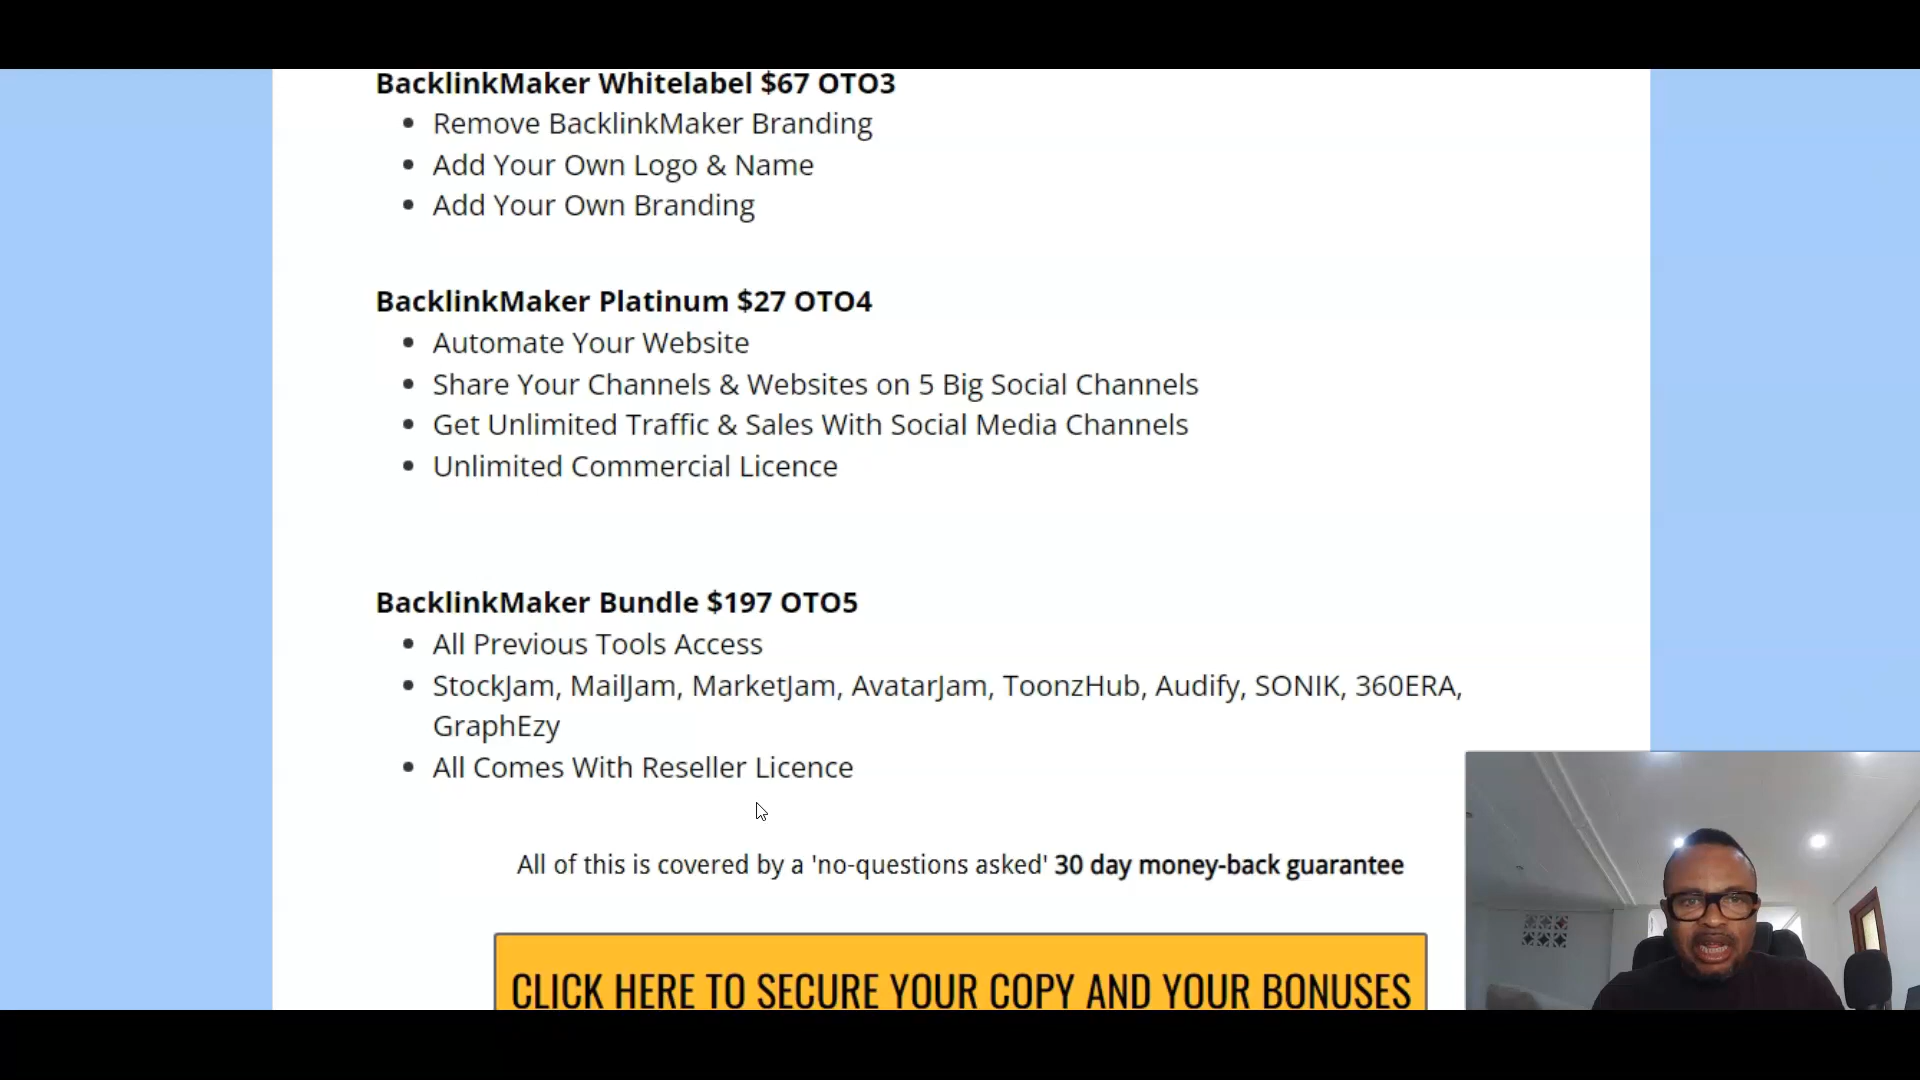 BacklinkMaker Whitelabel $67 OTO3
Remove BacklinkMaker Branding
Add Your Own Logo & Name
Add Your Own Branding
BacklinkMaker Platinum $27 OTO4
Automate Your Website
Share Your Channels & Websites on 5 Big Social Channels
Get Unlimited Traffic & Sales With Social Media Channels
Unlimited Commercial Licence
BacklinkMaker Bundle $197 OTO5
All Previous Tools Access
StockJam, MailJam, MarketJam, AvatarJam, ToonzHub, Audify, SONIK, 360ERA,
GraphEzy
All Comes With Reseller Licence
All of this is covered by a 'no-questions asked' 30 day money-back guarantee
CLICK HERE TO SECURE YOUR COPY AND YOUR BONUSES